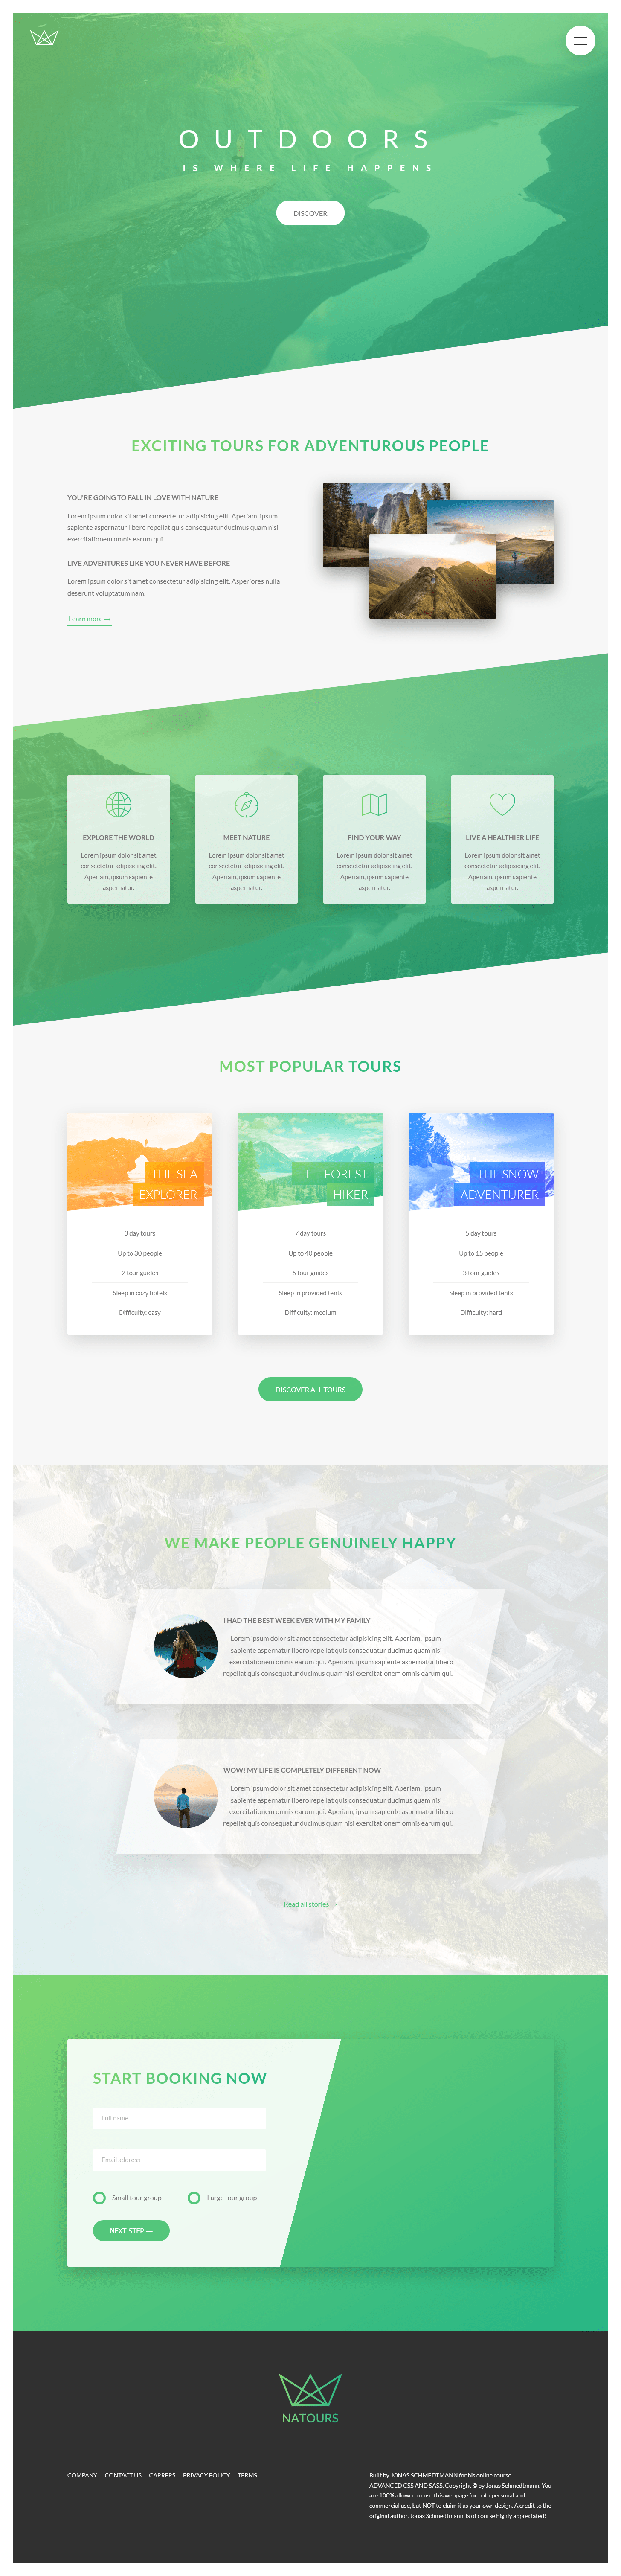 OUTDOORS
IS WHERE LIFE HAPPENS
DISCOVER
EXCITING TOURS FOR ADVENTUROUS PEOPLE
YOU'RE GOING TO FALL IN LOVE WITH NATURE
Lorem ipsum dolor sit amet consectetur adipisicing elit. Aperiam, ipsum
sapiente aspernatur libero repellat quis consequatur ducimus quam nisi
exercitationem omnis earum qui.
LIVE ADVENTURES LIKE YOU NEVER HAVE BEFORE
Lorem ipsum dolor sit amet consectetur adipisicing elit. Asperiores nulla
deserunt voluptatum nam.
Learn more →
EXPLORE THE WORLD
Lorem ipsum dolor sit amet
consectetur adipisicing elit.
Aperiam, ipsum sapiente
aspernatur.
MEET NATURE
Lorem ipsum dolor sit amet
consectetur adipisicing elit.
Aperiam, ipsum sapiente
aspernatur.
FIND YOUR WAY
Lorem ipsum dolor sit amet
consectetur adipisicing elit.
Aperiam, ipsum sapiente
aspernatur.
LIVE A HEALTHIER LIFE
Lorem ipsum dolor sit amet
consectetur adipisicing elit.
Aperiam, ipsum sapiente
aspernatur.
MOST POPULAR TOURS
THE SEA
EXPLORER
3 day tours
Up to 30 people
2 tour guides
Sleep in cozy hotels
Difficulty: easy
THE FOREST
HIKER
7 day tours
Up to 40 people
6 tour guides
Sleep in provided tents
Difficulty: medium
THE SNOW
ADVENTURER
5 day tours
Up to 15 people
3 tour guides
Sleep in provided tents
Difficulty: hard
DISCOVER ALL TOURS
WE MAKE PEOPLE GENUINELY HAPPY
I HAD THE BEST WEEK EVER WITH MY FAMILY
Lorem ipsum dolor sit amet consectetur adipisicing elit. Aperiam, ipsum
sapiente aspernatur libero repellat quis consequatur ducimus quam nisi
exercitationem omnis earum qui. Aperiam, ipsum sapiente aspernatur libero
repellat quis consequatur ducimus quam nisi exercitationem omnis earum qui.
WOW! MY LIFE IS COMPLETELY DIFFERENT NOW
Lorem ipsum dolor sit amet consectetur adipisicing elit. Aperiam, ipsum
sapiente aspernatur libero repellat quis consequatur ducimus quam nisi
exercitationem omnis earum qui. Aperiam, ipsum sapiente aspernatur libero
repellat quis consequatur ducimus quam nisi exercitationem omnis earum qui.
Read all stories →
START BOOKING NOW
Full name
Email address
Small tour group
Large tour group
NEXT STEP →
NATOURS
COMPANY CONTACT US CARRERS PRIVACY POLICY TERMS
Built by JONAS SCHMEDTMANN for his online course
ADVANCED CSS AND SASS. Copyright © by Jonas Schmedtmann. You
are 100% allowed to use this webpage for both personal and
commercial use, but NOT to claim it as your own design. A credit to the
original author, Jonas Schmedtmann, is of course highly appreciated!